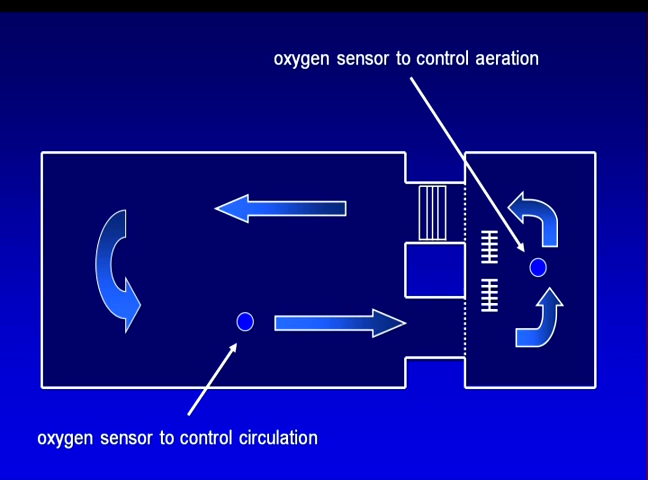 oxygen sensor to control aeration
oxygen sensor to control circulation